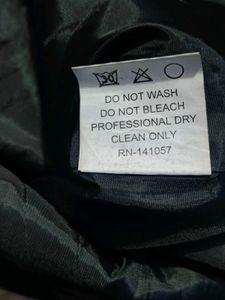 DO NOT WASH
DO NOT BLEACH
PROFESSIONAL DRY
CLEAN ONLY
RN-141057